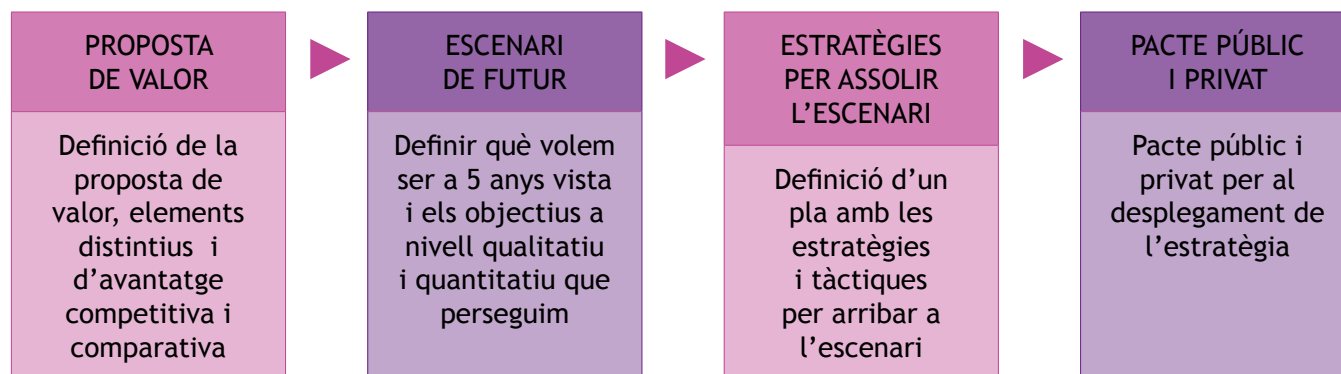 PROPOSTA
DE VALOR
Definició de la
proposta de
valor, elements
distintius i
d’avantatge
competitiva i
comparativa
ESCENARI
DE FUTUR
Definir què volem
ser a 5 anys vista
i els objectius a
nivell qualitatiu
i quantitatiu que
perseguim
ESTRATÈGIES
PER ASSOLIR
L’ESCENARI
Definició d’un
pla amb les
estratègies
i tàctiques
per arribar a
l’escenari
PACTE PÚBLIC
I PRIVAT
Pacte públic i
privat per al
desplegament de
l’estratègia